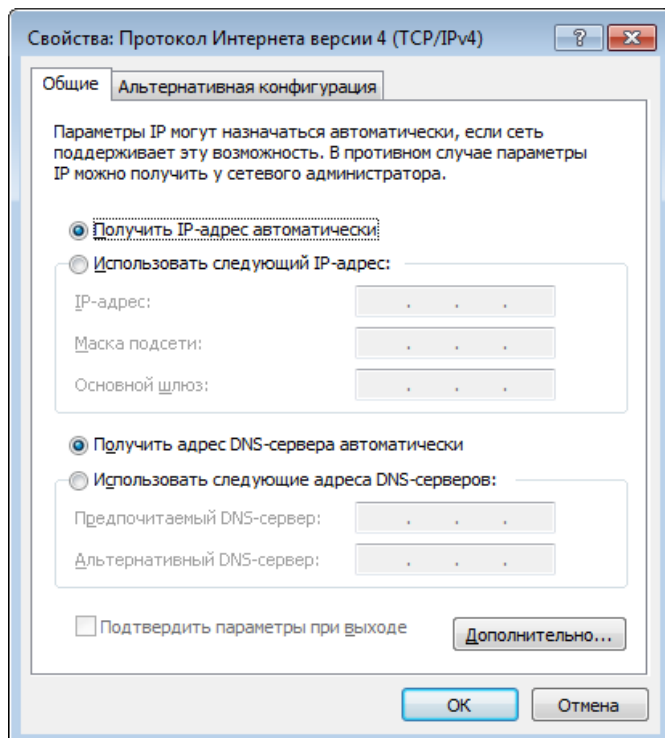 Свойства: Протокол Интернета версии 4 (TCP/IPv4)
Общие
Альтернативная конфигурация
Параметры IP могут назначаться автоматически, если сеть
поддерживает эту возможность. В противном случае параметры
IP можно получить у сетевого администратора.
Получить IP-адрес автоматически
Использовать следующий IP-адрес:
IP-адрес:
Маска подсети:
Основной шлюз:
Получить адрес DNS-сервера автоматически
Использовать следующие адреса DNS-серверов:
Предпочитаемый DNS-сервер:
Альтернативный DNS-сервер:
Подтвердить параметры при выходе
Дополнительно...
ОК
Отмена